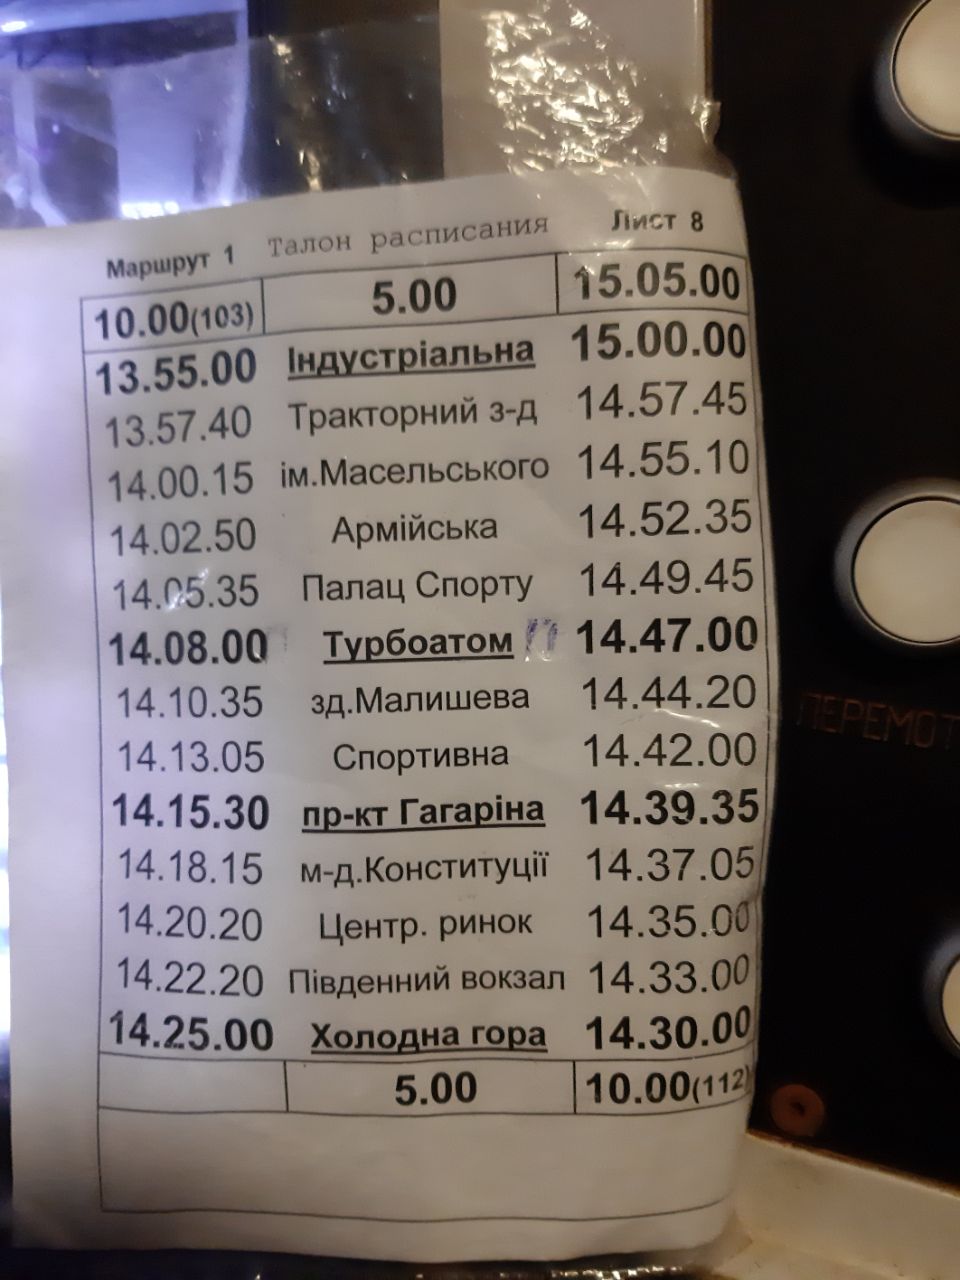 Маршрут 1 Талон расписания Лист 8
10.00(103) 5.00 15.05.00
13.55.00 Індустріальна 15.00.00
13.57.40 Тракторний з-д 14.57.45
14.00.15 ім.Масельського 14.55.10
14.02.50 Армійська 14.52.35
14.05.35 Палац Спорту 14.49.45
14.08.00 Турбоатом 14.47.00
14.10.35 зд.Малишева 14.44.20
14.13.05 Спортивна 14.42.00
14.15.30 пр-кт Гагаріна 14.39.35
14.18.15 м-д.Конституції 14.37.05
14.20.20 Центр. ринок 14.35.00
14.22.20 Південний вокзал 14.33.00
14.25.00 Холодна гора 14.30.00
5.00 10.00(112)
ПЕРЕМОТ